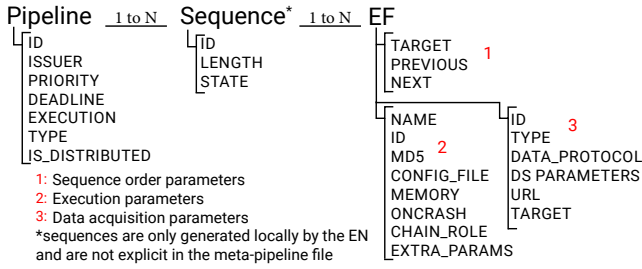 Pipeline 1 to N Sequence* 1 to N EF
ID
ISSUER
PRIORITY
DEADLINE
EXECUTION
TYPE
IS_DISTRIBUTED
ID
LENGTH
STATE
TARGET
PREVIOUS
NEXT
1
NAME
ID
MD5
CONFIG_FILE
MEMORY
ONCRASH
CHAIN_ROLE
EXTRA_PARAMS
2
ID
TYPE
DATA_PROTOCOL
DS PARAMETERS
URL
TARGET
3
1: Sequence order parameters
2: Execution parameters
3: Data acquisition parameters
*sequences are only generated locally by the EN
and are not explicit in the meta-pipeline file